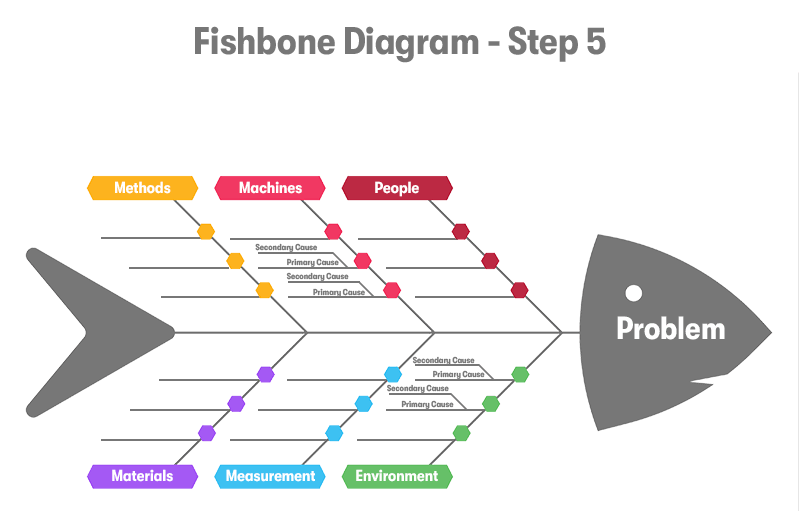 Fishbone Diagram - Step 5
Methods
Machines
People
Secondary Cause
Primary Cause
Secondary Cause
Primary Cause
Problem
Secondary Cause
Primary Cause
Secondary Cause
Primary Cause
Materials
Measurement
Environment